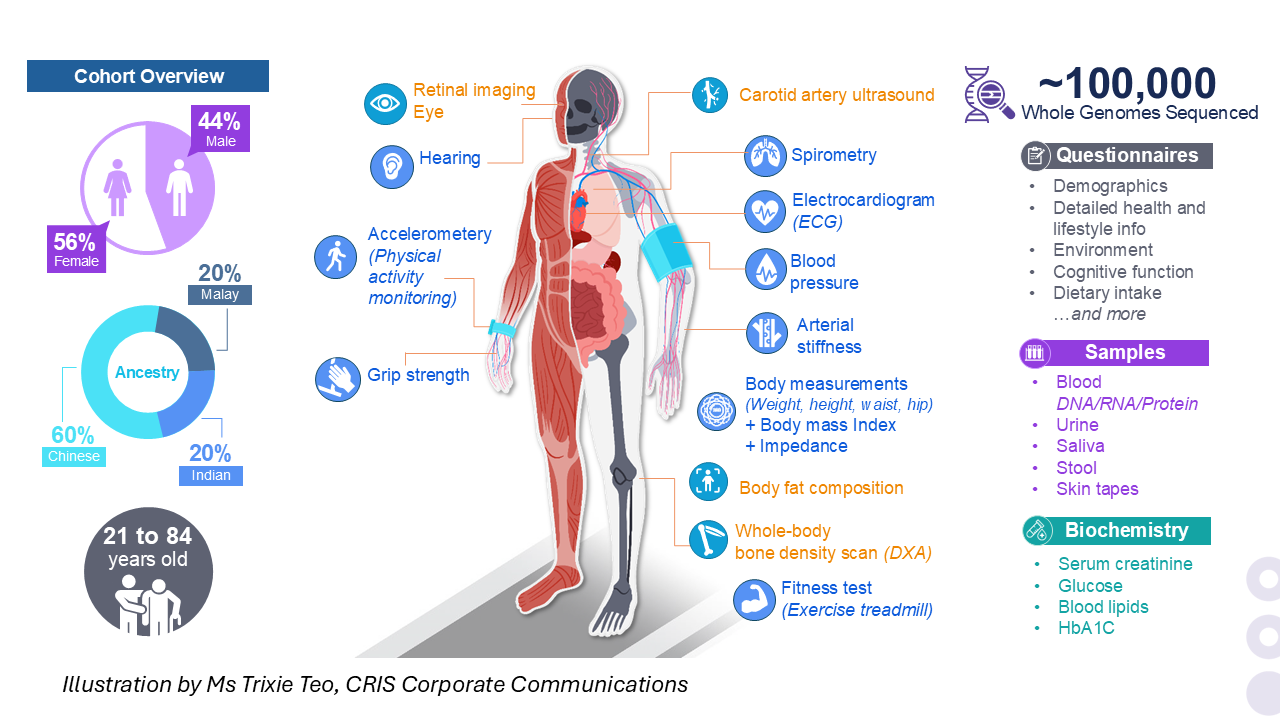 Cohort Overview
44%
Male
56%
Female
20%
Malay
Ancestry
60%
Chinese
20%
Indian
21 to 84
years old
Retinal imaging
Eye
Hearing
Accelerometery
(Physical
activity
monitoring)
Grip strength
Carotid artery ultrasound
Spirometry
Electrocardiogram
(ECG)
Blood
pressure
Arterial
stiffness
Body measurements
(Weight, height, waist, hip)
+ Body mass Index
+ Impedance
Body fat composition
Whole-body
bone density scan (DXA)
Fitness test
(Exercise treadmill)
~100,000
Whole Genomes Sequenced
Questionnaires
• Demographics
• Detailed health and
lifestyle info
• Environment
• Cognitive function
• Dietary intake
…and more
Samples
• Blood
DNA/RNA/Protein
• Urine
• Saliva
• Stool
• Skin tapes
Biochemistry
• Serum creatinine
• Glucose
• Blood lipids
• HbA1C
Illustration by Ms Trixie Teo, CRIS Corporate Communications